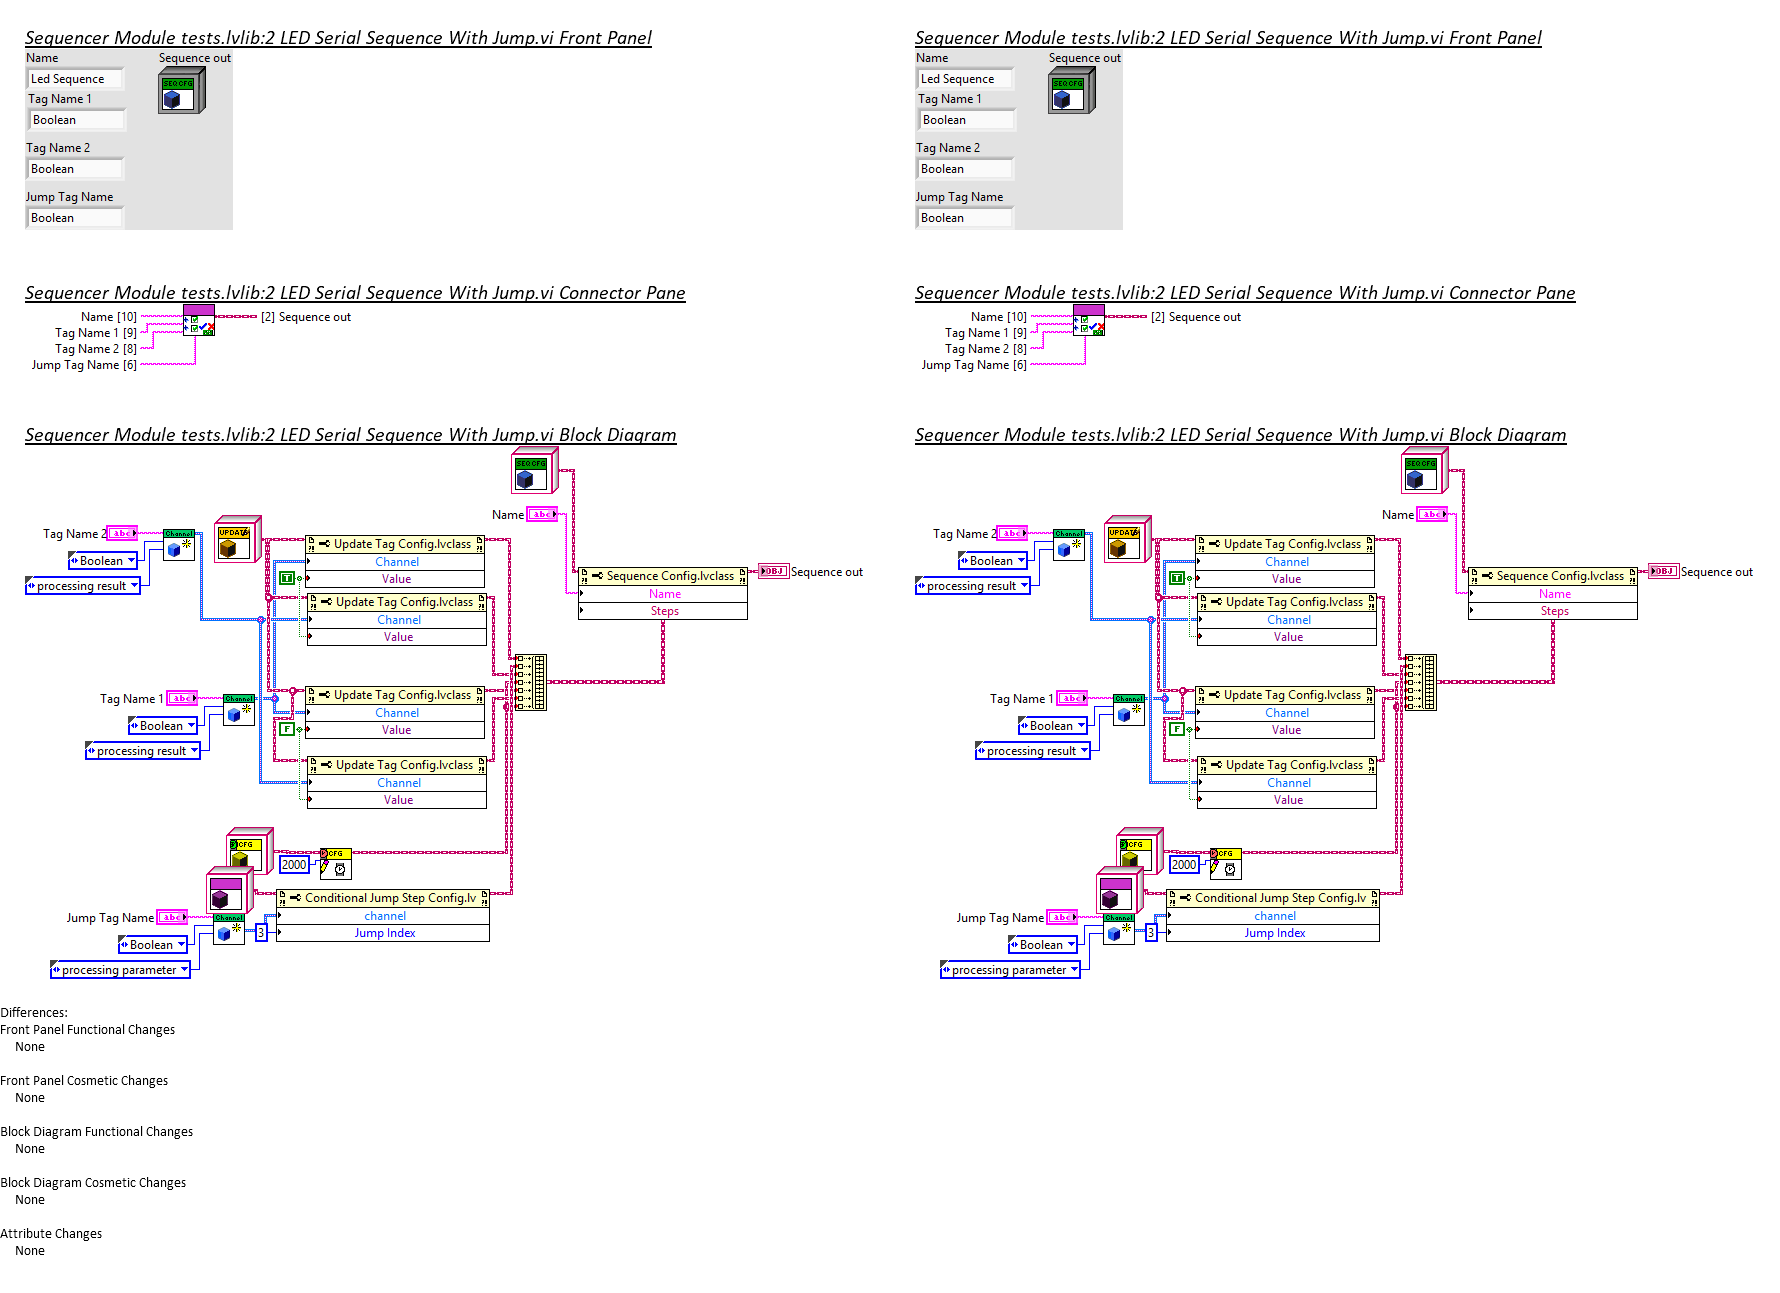 Sequencer Module tests.lvlib:2 LED Serial Sequence With Jump.vi Front Panel
Name
Sequence out
Led Sequence
SEQ CFG
Tag Name 1
Boolean
Tag Name 2
Boolean
Jump Tag Name
Boolean
Sequencer Module tests.lvlib:2 LED Serial Sequence With Jump.vi Connector Pane
Name [10]
[2] Sequence out
Tag Name 1 [9]
Tag Name 2 [8]
Jump Tag Name [6]
Sequencer Module tests.lvlib:2 LED Serial Sequence With Jump.vi Block Diagram
SEQ CFG
Name
abc
Tag Name 2
abc
Channel
UPDATE
Boolean
processing result
Update Tag Config.lvclass
Channel
T
Value
Update Tag Config.lvclass
Channel
Value
Sequence Config.lvclass
Name
Steps
OBJ
Sequence out
Tag Name 1
abc
Channel
Boolean
processing result
Update Tag Config.lvclass
Channel
F
Value
Update Tag Config.lvclass
Channel
Value
CFG
2000
CFG
Conditional Jump Step Config.lv
channel
Jump Index
Jump Tag Name
abc
Channel
3
Boolean
processing parameter
Sequencer Module tests.lvlib:2 LED Serial Sequence With Jump.vi Front Panel
Name
Sequence out
Led Sequence
SEQ CFG
Tag Name 1
Boolean
Tag Name 2
Boolean
Jump Tag Name
Boolean
Sequencer Module tests.lvlib:2 LED Serial Sequence With Jump.vi Connector Pane
Name [10]
[2] Sequence out
Tag Name 1 [9]
Tag Name 2 [8]
Jump Tag Name [6]
Sequencer Module tests.lvlib:2 LED Serial Sequence With Jump.vi Block Diagram
SEQ CFG
Name
abc
Tag Name 2
abc
Channel
UPDATE
Boolean
processing result
Update Tag Config.lvclass
Channel
T
Value
Update Tag Config.lvclass
Channel
Value
Sequence Config.lvclass
Name
Steps
OBJ
Sequence out
Tag Name 1
abc
Channel
Boolean
processing result
Update Tag Config.lvclass
Channel
F
Value
Update Tag Config.lvclass
Channel
Value
CFG
2000
CFG
Conditional Jump Step Config.lv
channel
Jump Index
Jump Tag Name
abc
Channel
3
Boolean
processing parameter
Differences:
Front Panel Functional Changes
None
Front Panel Cosmetic Changes
None
Block Diagram Functional Changes
None
Block Diagram Cosmetic Changes
None
Attribute Changes
None